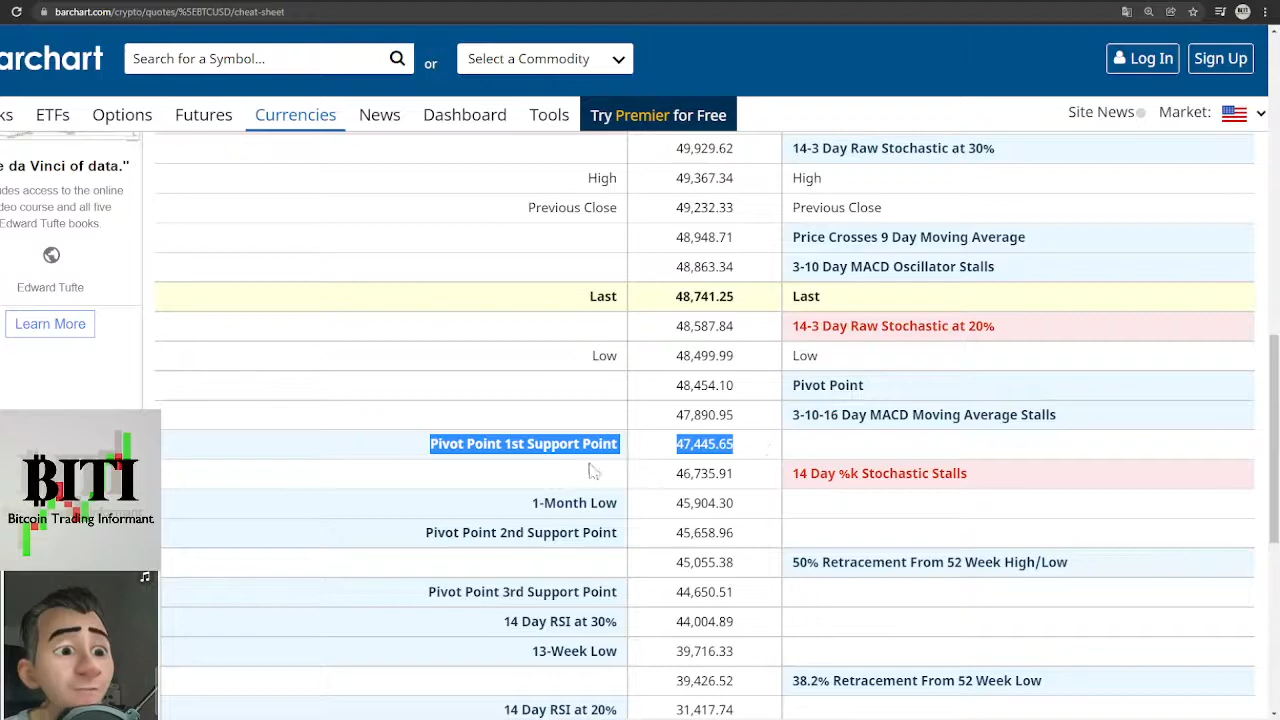 barchart.com/crypto/quotes/%5EBTCUSD/cheat-sheet
BITI
archart
Search for a Symbol...
or
Select a Commodity
Log In
Sign Up
ks
ETFs
Options
Futures
Currencies
News
Dashboard
Tools
Try Premier for Free
Site News
Market:
e da Vinci of data."
udes access to the online
deo course and all five
Edward Tufte books.
Edward Tufte
Learn More
49,929.62 14-3 Day Raw Stochastic at 30%
High 49,367.34 High
Previous Close 49,232.33 Previous Close
48,948.71 Price Crosses 9 Day Moving Average
48,863.34 3-10 Day MACD Oscillator Stalls
Last 48,741.25 Last
48,587.84 14-3 Day Raw Stochastic at 20%
Low 48,499.99 Low
48,454.10 Pivot Point
47,890.95 3-10-16 Day MACD Moving Average Stalls
Pivot Point 1st Support Point 47,445.65
46,735.91 14 Day %k Stochastic Stalls
1-Month Low 45,904.30
Pivot Point 2nd Support Point 45,658.96
45,055.38 50% Retracement From 52 Week High/Low
Pivot Point 3rd Support Point 44,650.51
14 Day RSI at 30% 44,004.89
13-Week Low 39,716.33
39,426.52 38.2% Retracement From 52 Week Low
14 Day RSI at 20% 31,417.74
BITI
Bitcoin Trading Informant